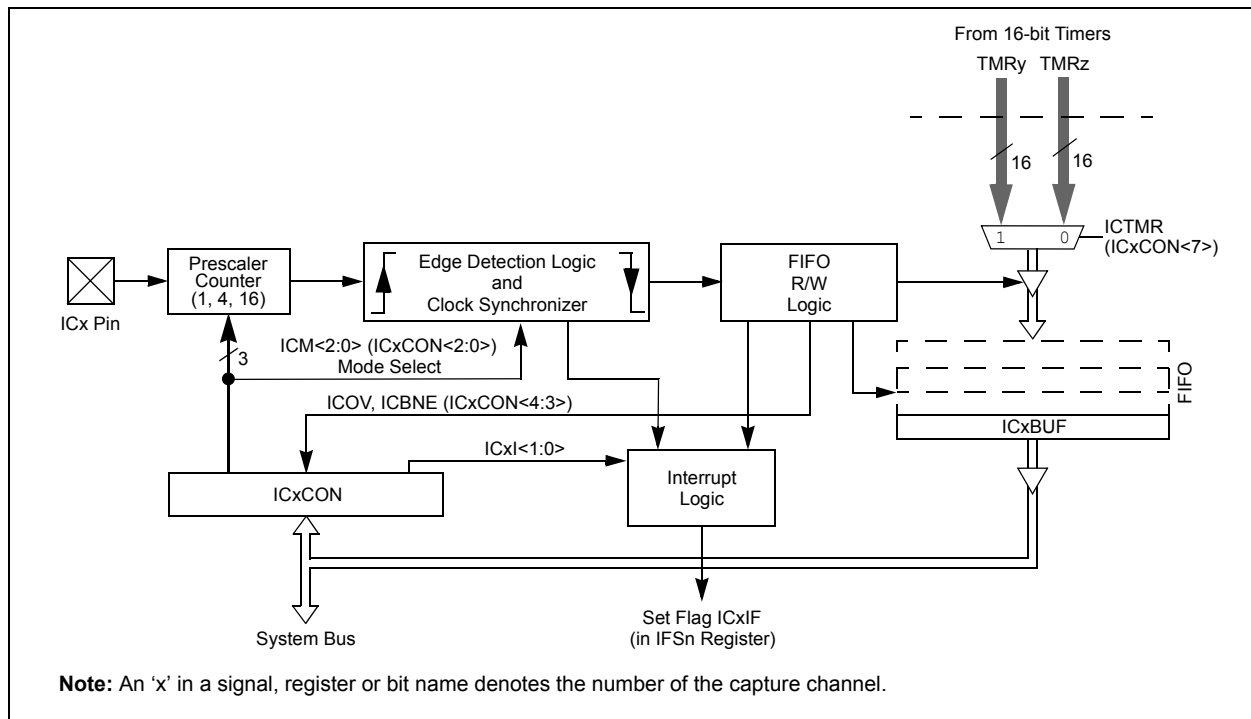 From 16-bit Timers
TMRy TMRz
16 16
1 0
ICTMR
(ICxCON<7>)
Prescaler
Counter
(1, 4, 16)
Edge Detection Logic
and
Clock Synchronizer
FIFO
R/W
Logic
ICx Pin
3
ICM<2:0> (ICxCON<2:0>)
Mode Select
FIFO
ICOV, ICBNE (ICxCON<4:3>)
ICxBUF
ICxI<1:0>
Interrupt
Logic
ICxCON
System Bus
Set Flag ICxIF
(in IFSn Register)
Note: An ‘x’ in a signal, register or bit name denotes the number of the capture channel.